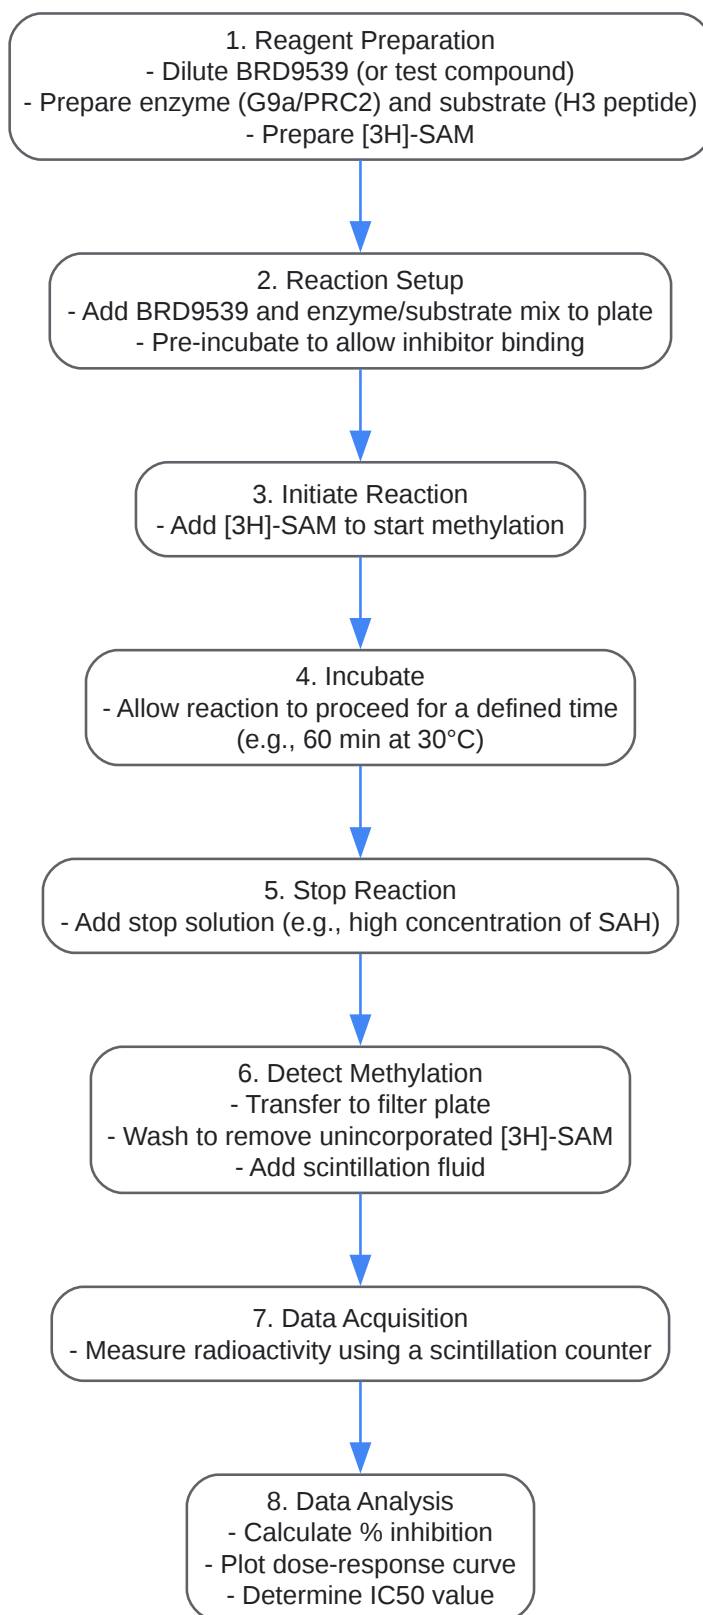 1. Reagent Preparation
- Dilute BRD9539 (or test compound)
- Prepare enzyme (G9a/PRC2) and substrate (H3 peptide)
- Prepare [3H]-SAM
2. Reaction Setup
- Add BRD9539 and enzyme/substrate mix to plate
- Pre-incubate to allow inhibitor binding
3. Initiate Reaction
- Add [3H]-SAM to start methylation
4. Incubate
- Allow reaction to proceed for a defined time
(e.g., 60 min at 30°C)
5. Stop Reaction
- Add stop solution (e.g., high concentration of SAH)
6. Detect Methylation
- Transfer to filter plate
- Wash to remove unincorporated [3H]-SAM
- Add scintillation fluid
7. Data Acquisition
- Measure radioactivity using a scintillation counter
8. Data Analysis
- Calculate % inhibition
- Plot dose-response curve
- Determine IC50 value